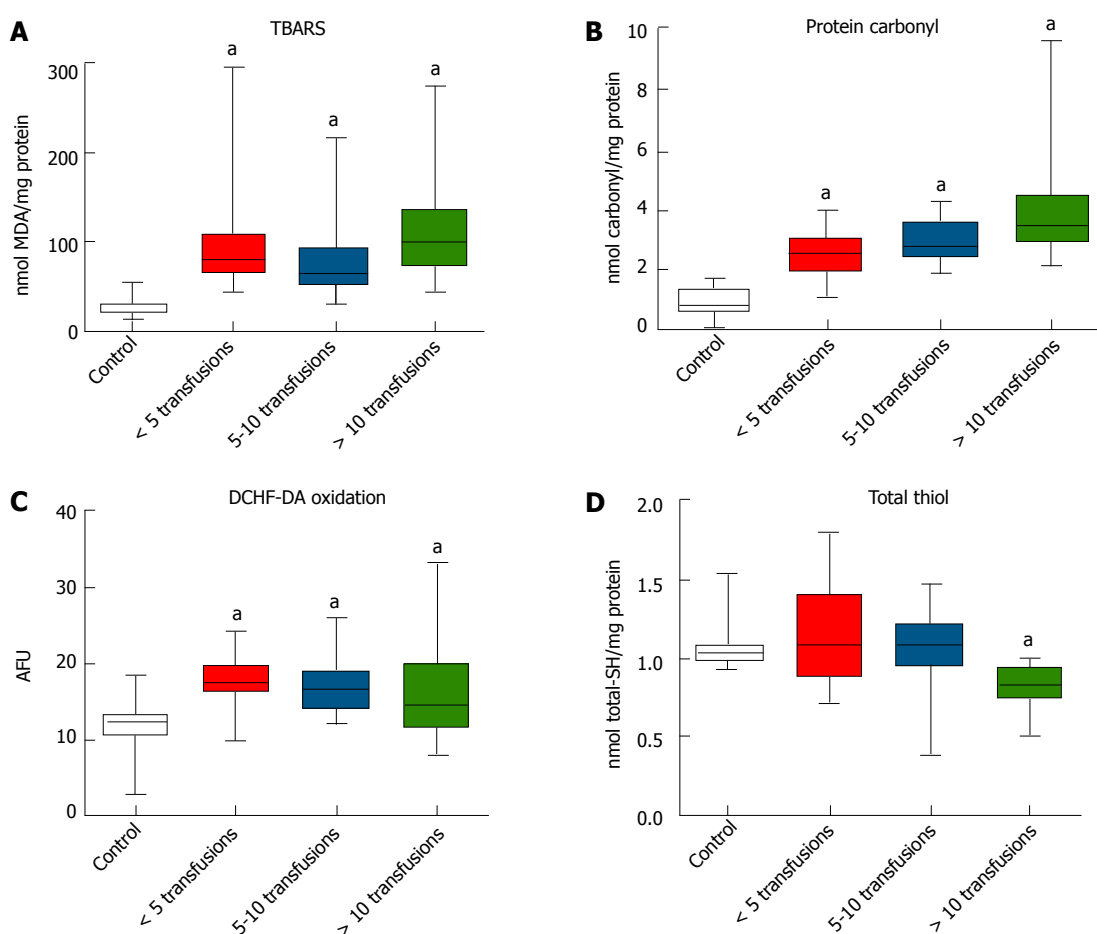 A
TBARS
nmol MDA/mg protein
300
200
100
0
a
a
a
Control
< 5 transfusions
5-10 transfusions
> 10 transfusions
B
Protein carbonyl
nmol carbonyl/mg protein
10
8
6
4
2
0
a
a
a
Control
< 5 transfusions
5-10 transfusions
> 10 transfusions
C
DCHF-DA oxidation
AFU
40
30
20
10
0
a
a
a
Control
< 5 transfusions
5-10 transfusions
> 10 transfusions
D
Total thiol
nmol total-SH/mg protein
2.0
1.5
1.0
0.5
0.0
a
Control
< 5 transfusions
5-10 transfusions
> 10 transfusions